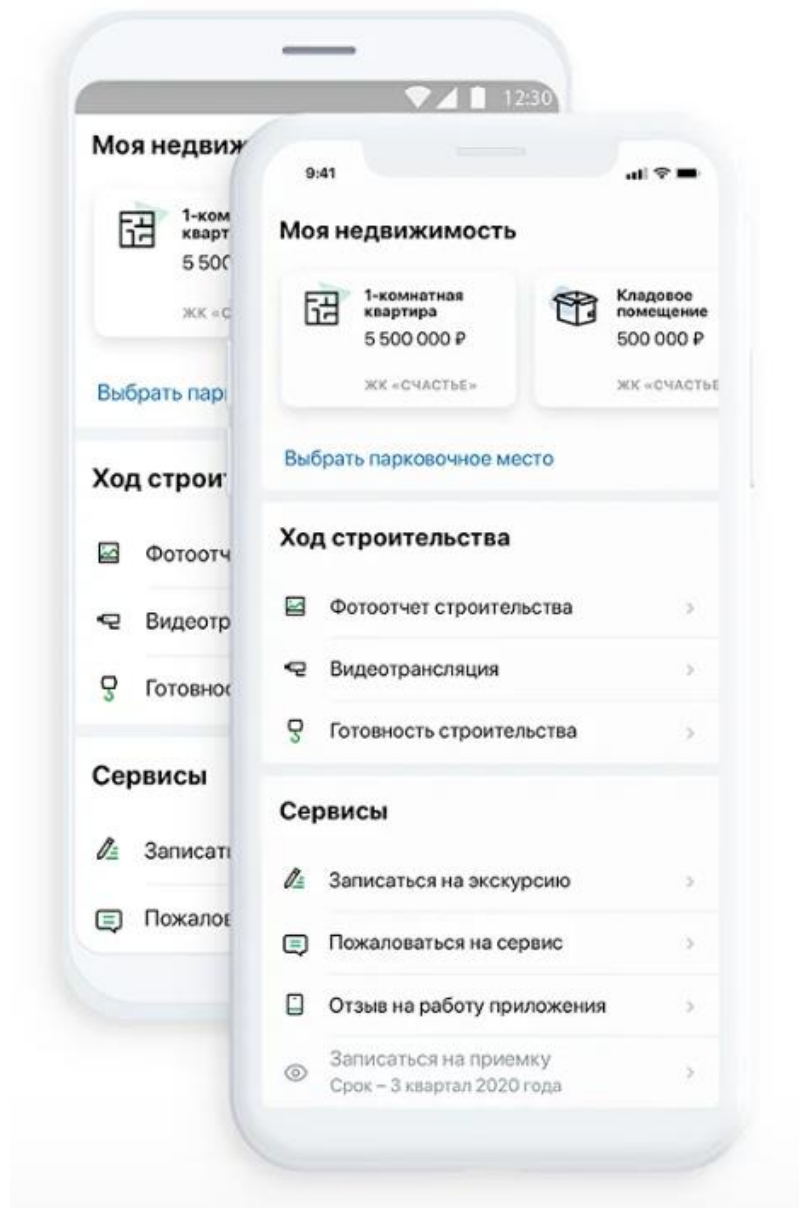 12:30
Моя недвиж
1-ком
кварт
5 500
ЖК «С
Выбрать пар
Ход строи
Фотоотч
Видеотр
Готовнос
Сервисы
Записат
Пожалов
9:41
Моя недвижимость
1-комнатная
квартира
5 500 000 ₽
ЖК «СЧАСТЬЕ»
Кладовое
помещение
500 000 ₽
ЖК «СЧАСТЬЕ
Выбрать парковочное место
Ход строительства
Фотоотчет строительства
Видеотрансляция
Готовность строительства
Сервисы
Записаться на экскурсию
Пожаловаться на сервис
Отзыв на работу приложения
Записаться на приемку
Срок – 3 квартал 2020 года